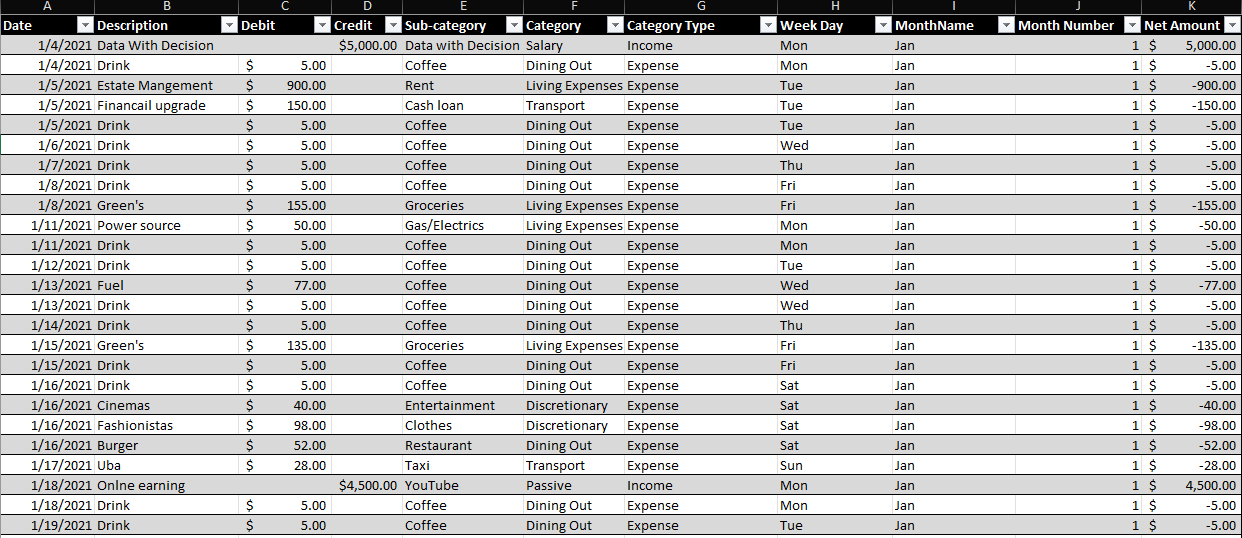 A B C D E F G H I J K
Date Description Debit Credit Sub-category Category Category Type Week Day MonthName Month Number Net Amount
1/4/2021 Data With Decision $5,000.00 Data with Decision Salary Income Mon Jan 1 $ 5,000.00
1/4/2021 Drink $ 5.00 Coffee Dining Out Expense Mon Jan 1 $ -5.00
1/5/2021 Estate Mangement $ 900.00 Rent Living Expenses Expense Tue Jan 1 $ -900.00
1/5/2021 Financail upgrade $ 150.00 Cash loan Transport Expense Tue Jan 1 $ -150.00
1/5/2021 Drink $ 5.00 Coffee Dining Out Expense Tue Jan 1 $ -5.00
1/6/2021 Drink $ 5.00 Coffee Dining Out Expense Wed Jan 1 $ -5.00
1/7/2021 Drink $ 5.00 Coffee Dining Out Expense Thu Jan 1 $ -5.00
1/8/2021 Drink $ 5.00 Coffee Dining Out Expense Fri Jan 1 $ -5.00
1/8/2021 Green's $ 155.00 Groceries Living Expenses Expense Fri Jan 1 $ -155.00
1/11/2021 Power source $ 50.00 Gas/Electrics Living Expenses Expense Mon Jan 1 $ -50.00
1/11/2021 Drink $ 5.00 Coffee Dining Out Expense Mon Jan 1 $ -5.00
1/12/2021 Drink $ 5.00 Coffee Dining Out Expense Tue Jan 1 $ -5.00
1/13/2021 Fuel $ 77.00 Coffee Dining Out Expense Wed Jan 1 $ -77.00
1/13/2021 Drink $ 5.00 Coffee Dining Out Expense Wed Jan 1 $ -5.00
1/14/2021 Drink $ 5.00 Coffee Dining Out Expense Thu Jan 1 $ -5.00
1/15/2021 Green's $ 135.00 Groceries Living Expenses Expense Fri Jan 1 $ -135.00
1/15/2021 Drink $ 5.00 Coffee Dining Out Expense Fri Jan 1 $ -5.00
1/16/2021 Drink $ 5.00 Coffee Dining Out Expense Sat Jan 1 $ -5.00
1/16/2021 Cinemas $ 40.00 Entertainment Discretionary Expense Sat Jan 1 $ -40.00
1/16/2021 Fashionistas $ 98.00 Clothes Discretionary Expense Sat Jan 1 $ -98.00
1/16/2021 Burger $ 52.00 Restaurant Dining Out Expense Sat Jan 1 $ -52.00
1/17/2021 Uba $ 28.00 Taxi Transport Expense Sun Jan 1 $ -28.00
1/18/2021 Onlne earning $4,500.00 YouTube Passive Income Mon Jan 1 $ 4,500.00
1/18/2021 Drink $ 5.00 Coffee Dining Out Expense Mon Jan 1 $ -5.00
1/19/2021 Drink $ 5.00 Coffee Dining Out Expense Tue Jan 1 $ -5.00